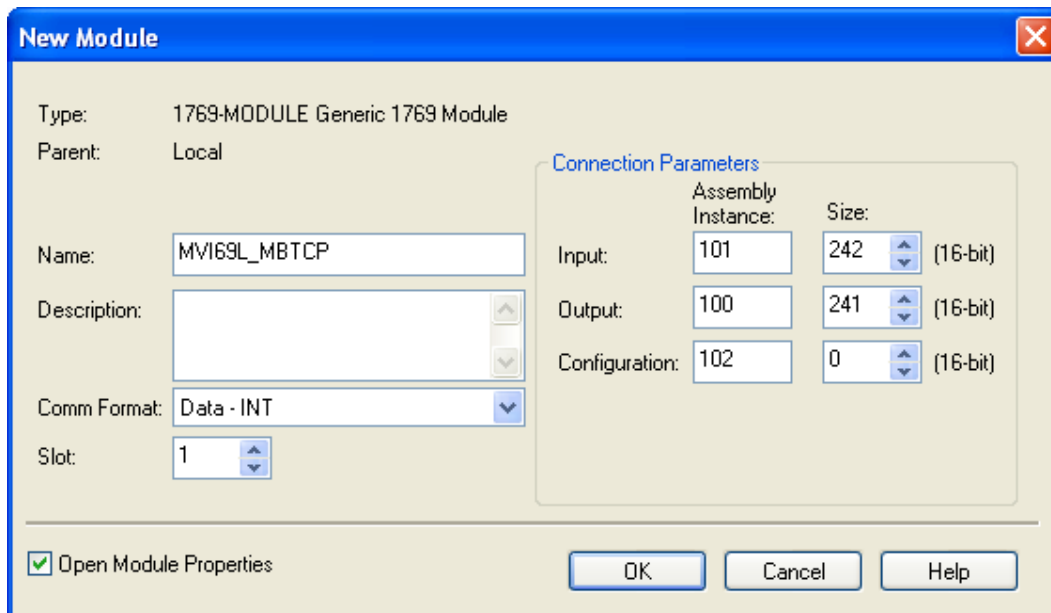 New Module
Type: 1769-MODULE Generic 1769 Module
Parent: Local
Connection Parameters
Assembly Instance: Size:
Name: MVI69L_MBTCP
Input: 101 242 (16-bit)
Description:
Output: 100 241 (16-bit)
Configuration: 102 0 (16-bit)
Comm Format: Data - INT
Slot: 1
Open Module Properties
OK Cancel Help